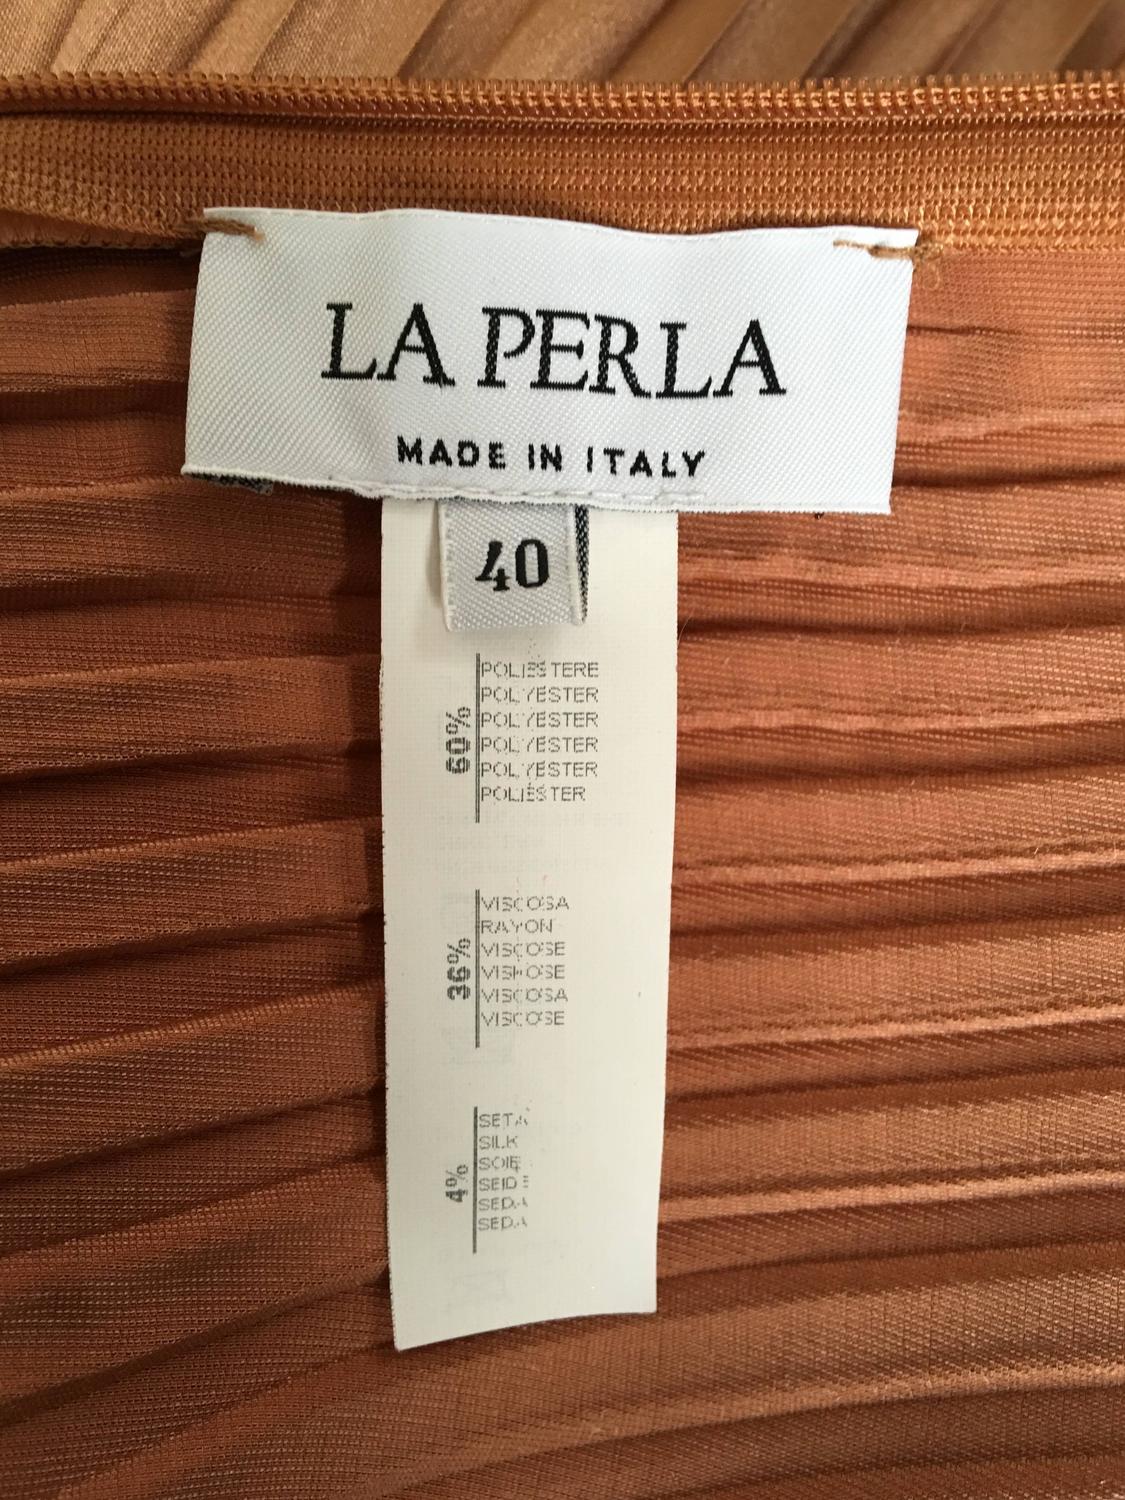 LA PERLA
MADE IN ITALY
40
60%
POLIESTERE
POLYESTER
POLYESTER
POLYESTER
POLYESTER
POLIÉSTER
36%
VISCOSA
RAYON
VISCOSE
VISKOSE
VISCOSA
VISCOSE
4%
SETA
SILK
SOIE
SEIDE
SEDA
SEDA